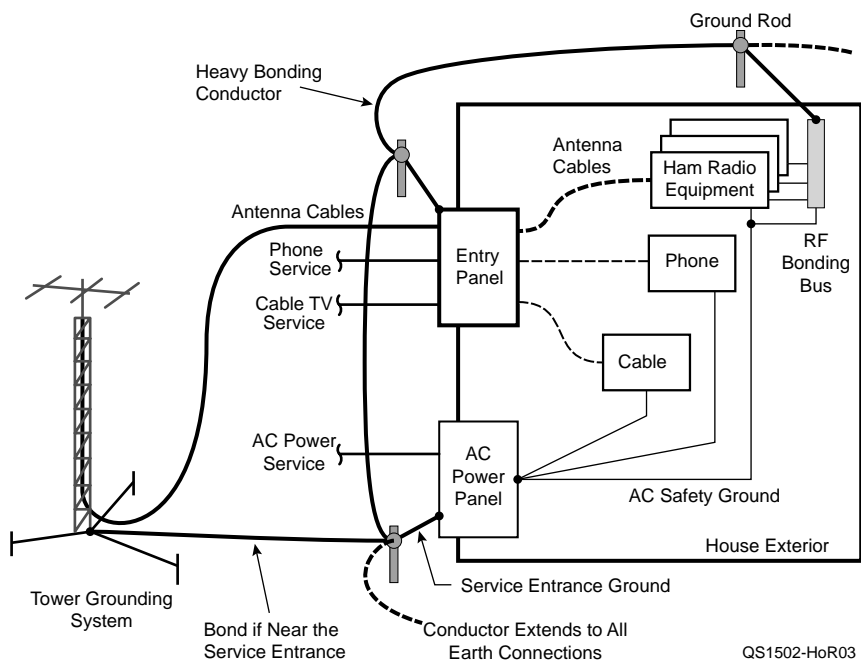 Ground Rod
Heavy Bonding
Conductor
Antenna
Cables
Ham Radio
Equipment
Antenna Cables
Phone
Service
Entry
Panel
Phone
RF
Bonding
Bus
Cable TV
Service
Cable
AC Power
Service
AC
Power
Panel
AC Safety Ground
House Exterior
Service Entrance Ground
Tower Grounding
System
Bond if Near the
Service Entrance
Conductor Extends to All
Earth Connections
QS1502-HoR03